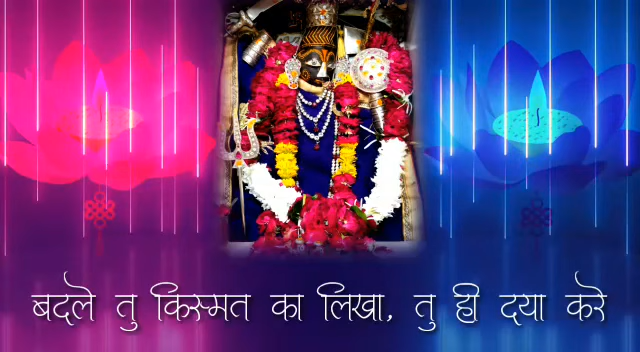 बदले तु किस्मत का लिखा, तु ही दया करे